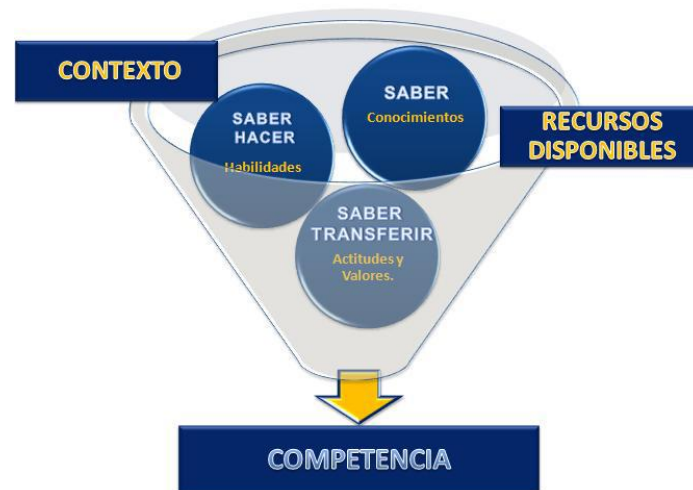 CONTEXTO
SABER
Conocimientos
SABER
HACER
Habilidades
RECURSOS
DISPONIBLES
SABER
TRANSFERIR
Actitudes y
Valores.
COMPETENCIA